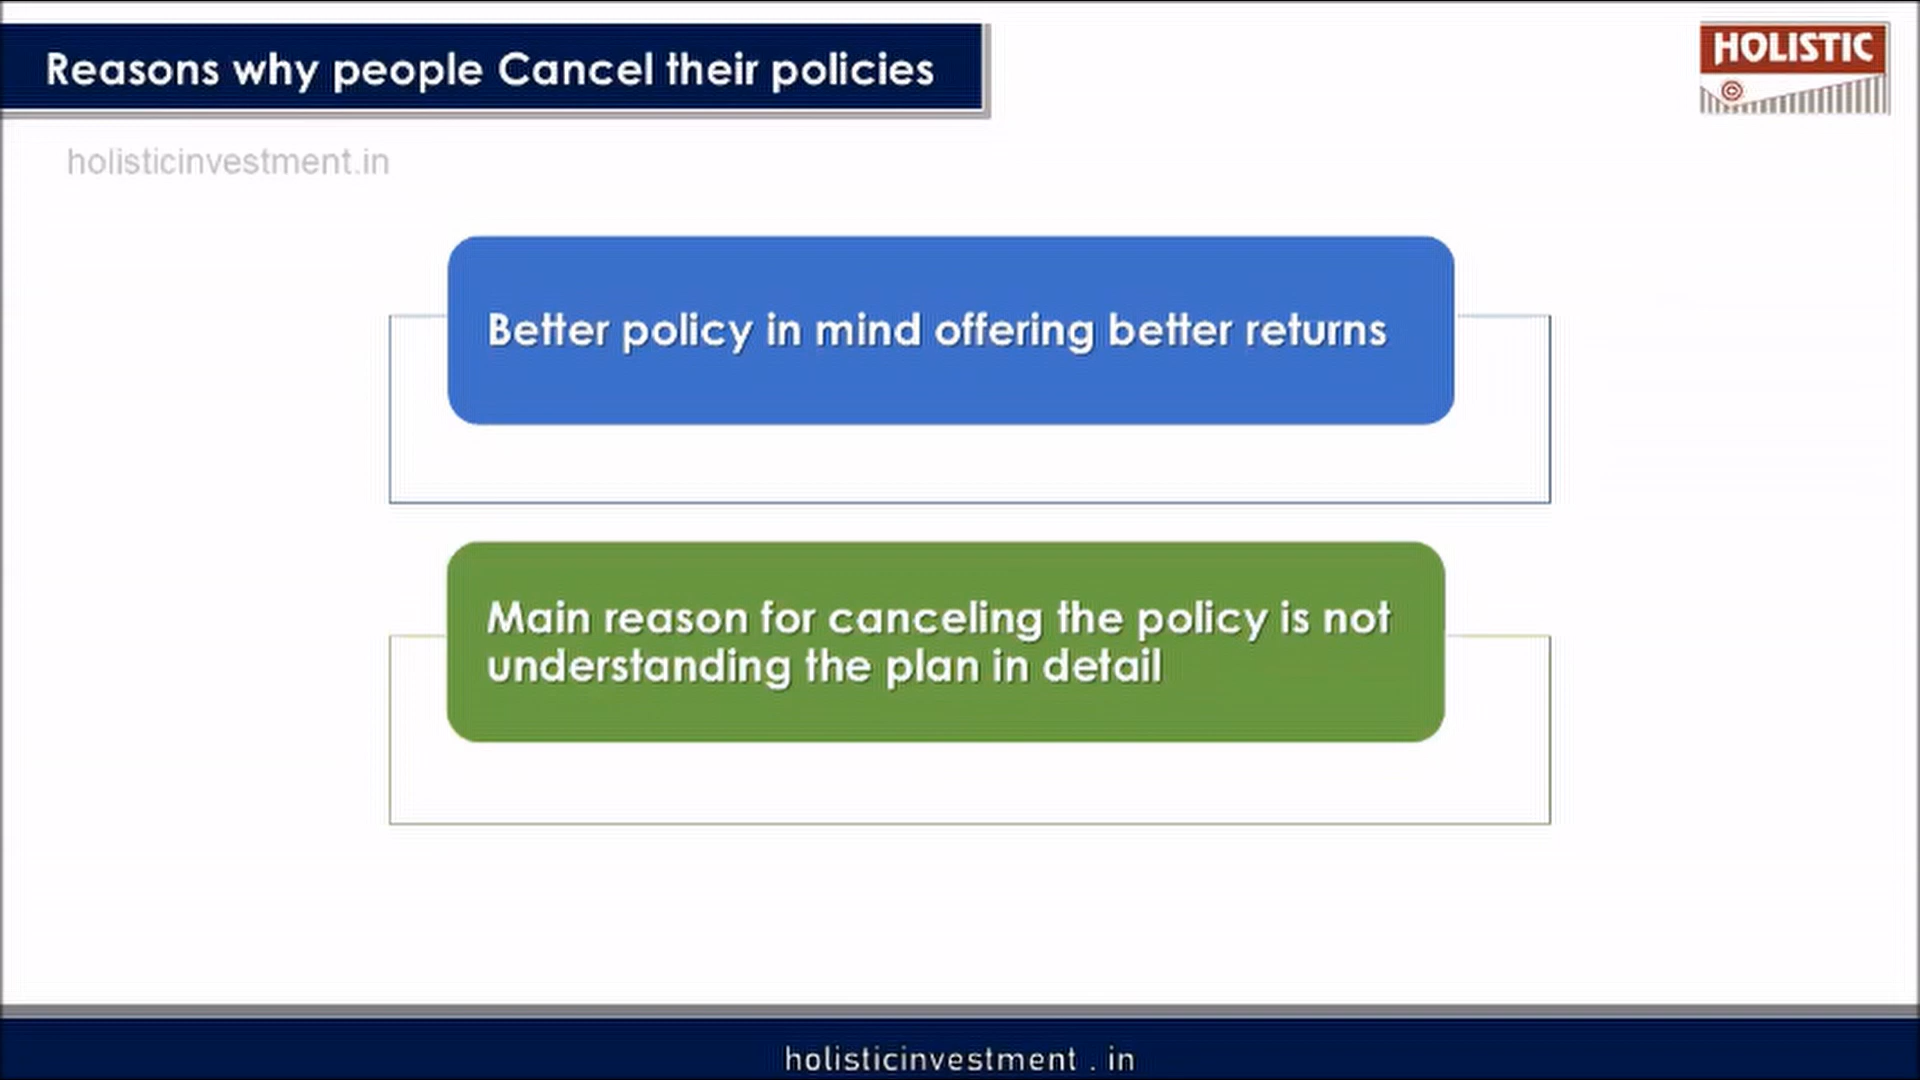 Reasons why people Cancel their policies
HOLISTIC
©
holisticinvestment.in
Better policy in mind offering better returns
Main reason for canceling the policy is not
understanding the plan in detail
holisticinvestment . in